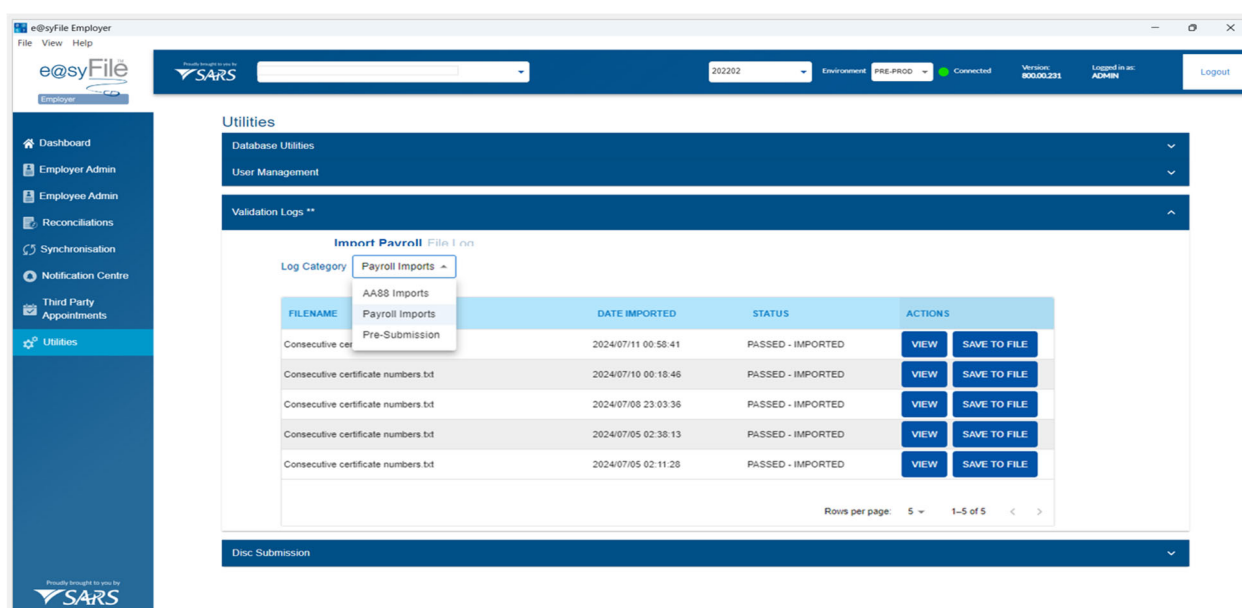 e@syFile Employer
File View Help
e@syFile
Employer
Proudly brought to you by
SARS
202202
Environment PRE-PROD
Connected
Version:
800.00.231
Logged in as:
ADMIN
Logout
Dashboard
Employer Admin
Employee Admin
Reconciliations
Synchronisation
Notification Centre
Third Party
Appointments
Utilities
Utilities
Database Utilities
User Management
Validation Logs **
Import Payroll File Log
Log Category Payroll Imports
AA88 Imports
Payroll Imports
Pre-Submission
FILENAME DATE IMPORTED STATUS ACTIONS
Consecutive cer 2024/07/11 00:58:41 PASSED - IMPORTED VIEW SAVE TO FILE
Consecutive certificate numbers.txt 2024/07/10 00:18:46 PASSED - IMPORTED VIEW SAVE TO FILE
Consecutive certificate numbers.txt 2024/07/08 23:03:36 PASSED - IMPORTED VIEW SAVE TO FILE
Consecutive certificate numbers.txt 2024/07/05 02:38:13 PASSED - IMPORTED VIEW SAVE TO FILE
Consecutive certificate numbers.txt 2024/07/05 02:11:28 PASSED - IMPORTED VIEW SAVE TO FILE
Rows per page: 5 1–5 of 5
Disc Submission
Proudly brought to you by
SARS